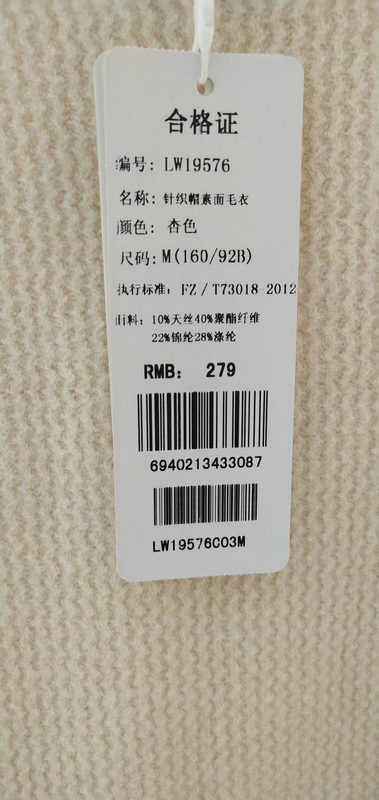 合格证
编号: LW19576
名称: 针织帽素面毛衣
颜色: 杏色
尺码: M(160/92B)
执行标准: FZ/T73018-2012
面料: 10%天丝40%聚酯纤维
22%锦纶28%涤纶
RMB: 279
6940213433087
LW19576C03M